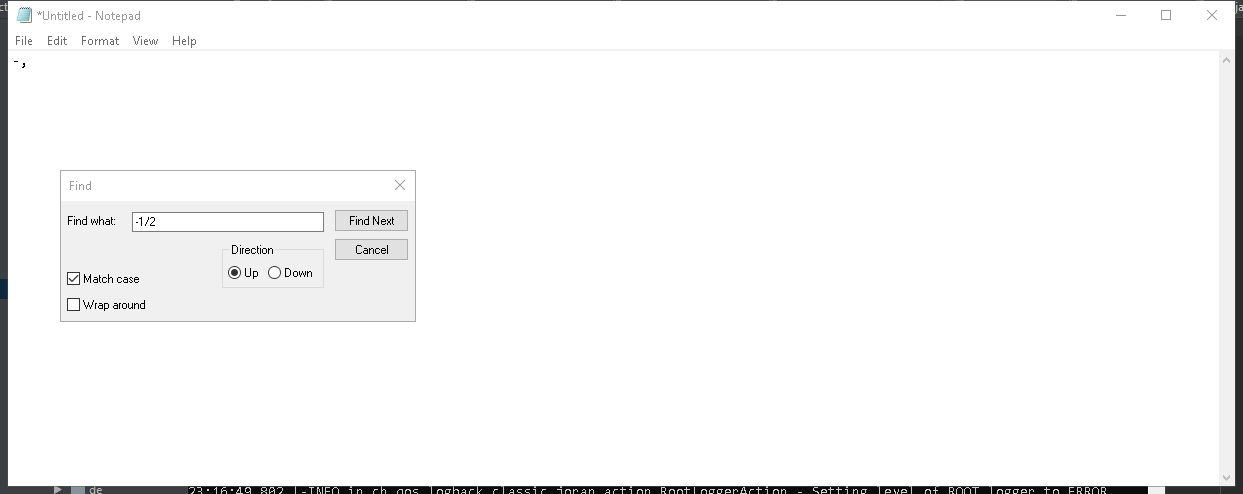 *Untitled - Notepad
File Edit Format View Help
-,
Find
Find what: -1/2 Find Next
Direction Cancel
Up Down
Match case
Wrap around
de 23:16:49,802 |-INFO in ch.qos.logback.classic.joran.action.RootLoggerAction - Setting level of ROOT logger to ERROR